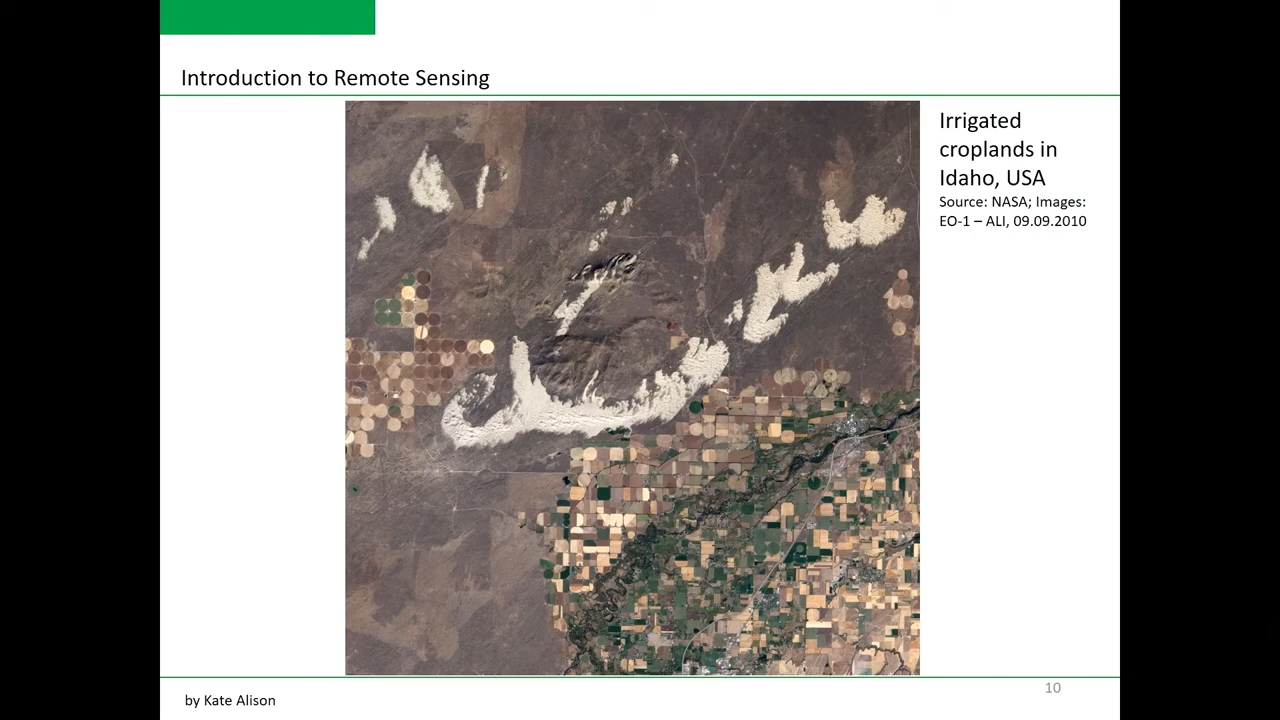 Introduction to Remote Sensing
Irrigated
croplands in
Idaho, USA
Source: NASA; Images:
EO-1 – ALI, 09.09.2010
by Kate Alison
10